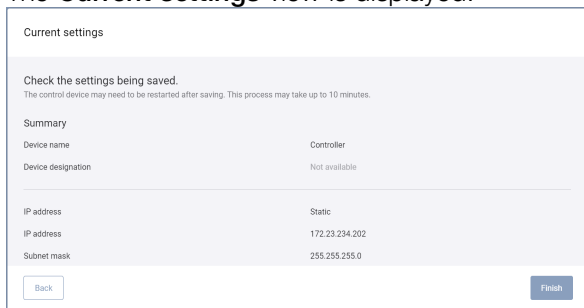 The Current settings view is displayed.
Current settings
Check the settings being saved.
The control device may need to be restarted after saving. This process may take up to 10 minutes.
Summary
Device name Controller
Device designation Not available
IP address Static
IP address 172.23.234.202
Subnet mask 255.255.255.0
Back Finish